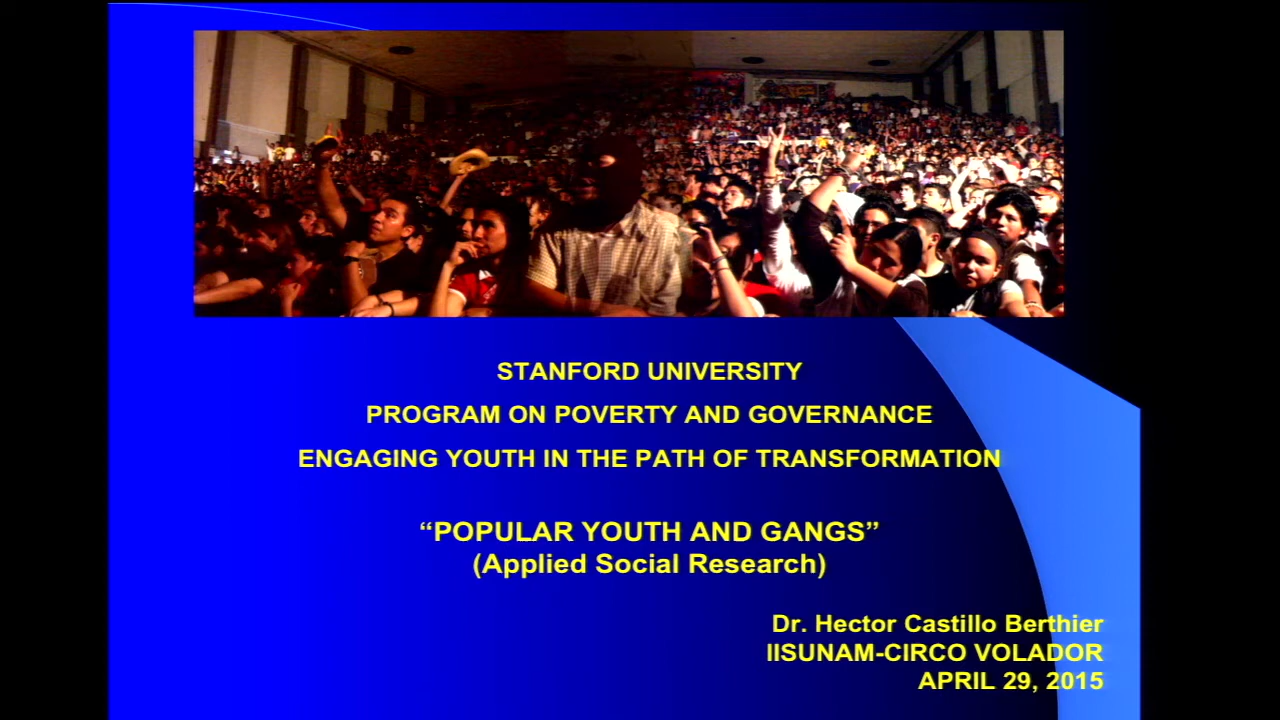 STANFORD UNIVERSITY
PROGRAM ON POVERTY AND GOVERNANCE
ENGAGING YOUTH IN THE PATH OF TRANSFORMATION
“POPULAR YOUTH AND GANGS”
(Applied Social Research)
Dr. Hector Castillo Berthier
IISUNAM-CIRCO VOLADOR
APRIL 29, 2015